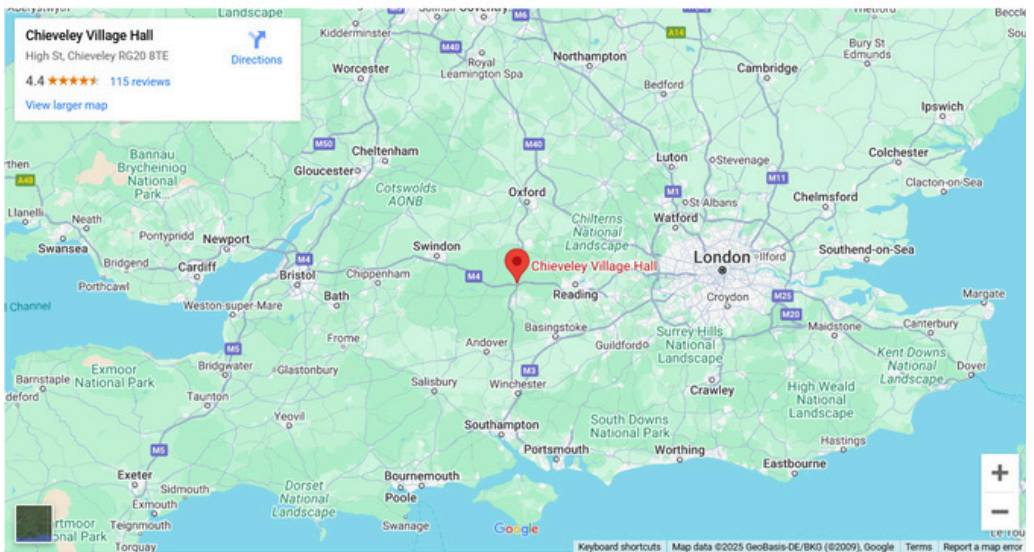 Chieveley Village Hall
High St, Chieveley RG20 8TE
4.4
115 reviews
View larger map
Directions
Landscape
Kidderminster
Coventry
M6
A14
Bury St
Edmunds
M40
Royal
Leamington Spa
Northampton
Worcester
Cambridge
Bedford
Ipswich
M50
Cheltenham
M40
Bannau
Brycheiniog
National
Park...
Gloucester
Luton
Stevenage
Colchester
A48
Cotswolds
AONB
Oxford
M1
M11
Clacton-on-Sea
St Albans
Chelmsford
Llanelli
Neath
Chilterns
National
Landscape
Watford
Swansea
Pontypridd
Newport
Swindon
London
Ilford
Southend-on-Sea
Bridgend
Cardiff
M4
Chieveley Village Hall
Porthcawl
Bristol
Chippenham
M4
Reading
Croydon
M25
Margate
Channel
Weston-super-Mare
Bath
M20
Basingstoke
Surrey Hills
National
Landscape
Maidstone
Canterbury
M5
Frome
Andover
Guildford
Kent Downs
National
Landscape
Dover
Exmoor
National Park
Bridgwater
Glastonbury
M3
Barnstaple
Salisbury
Winchester
Crawley
High Weald
National
Landscape
Taunton
Yeovil
South Downs
National Park
Southampton
Hastings
M5
Portsmouth
Worthing
Eastbourne
Exeter
Bournemouth
Dorset
National
Landscape
Poole
Sidmouth
Exmouth
Swanage
Teignmouth
Torquay
Google
+
−
Keyboard shortcuts
Map data ©2025 GeoBasis-DE/BKG (©2009), Google
Terms
Report a map error